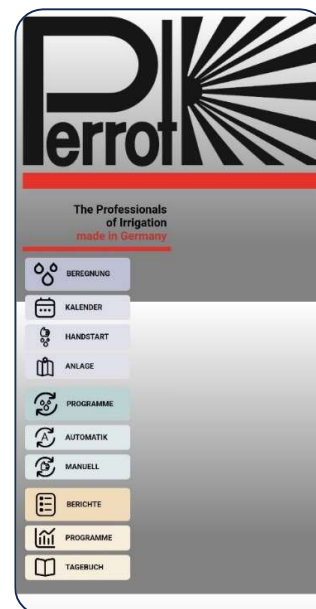 Perrot
The Professionals
of Irrigation
made in Germany
BEREGNUNG
KALENDER
HANDSTART
ANLAGE
PROGRAMME
A
AUTOMATIK
MANUELL
BERICHTE
PROGRAMME
TAGEBUCH